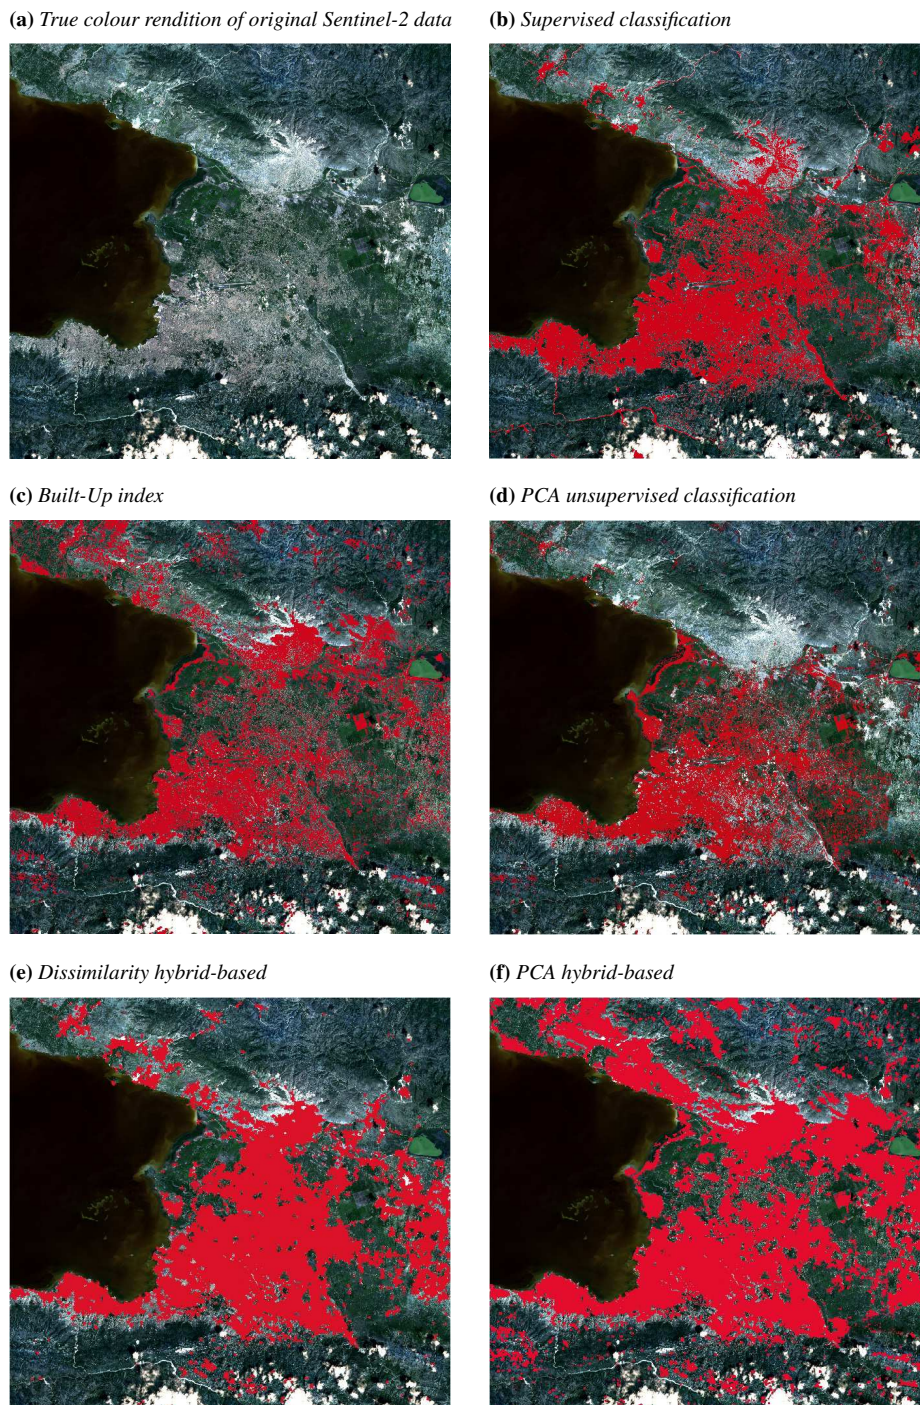 (a) True colour rendition of original Sentinel-2 data
(b) Supervised classification
(c) Built-Up index
(d) PCA unsupervised classification
(e) Dissimilarity hybrid-based
(f) PCA hybrid-based